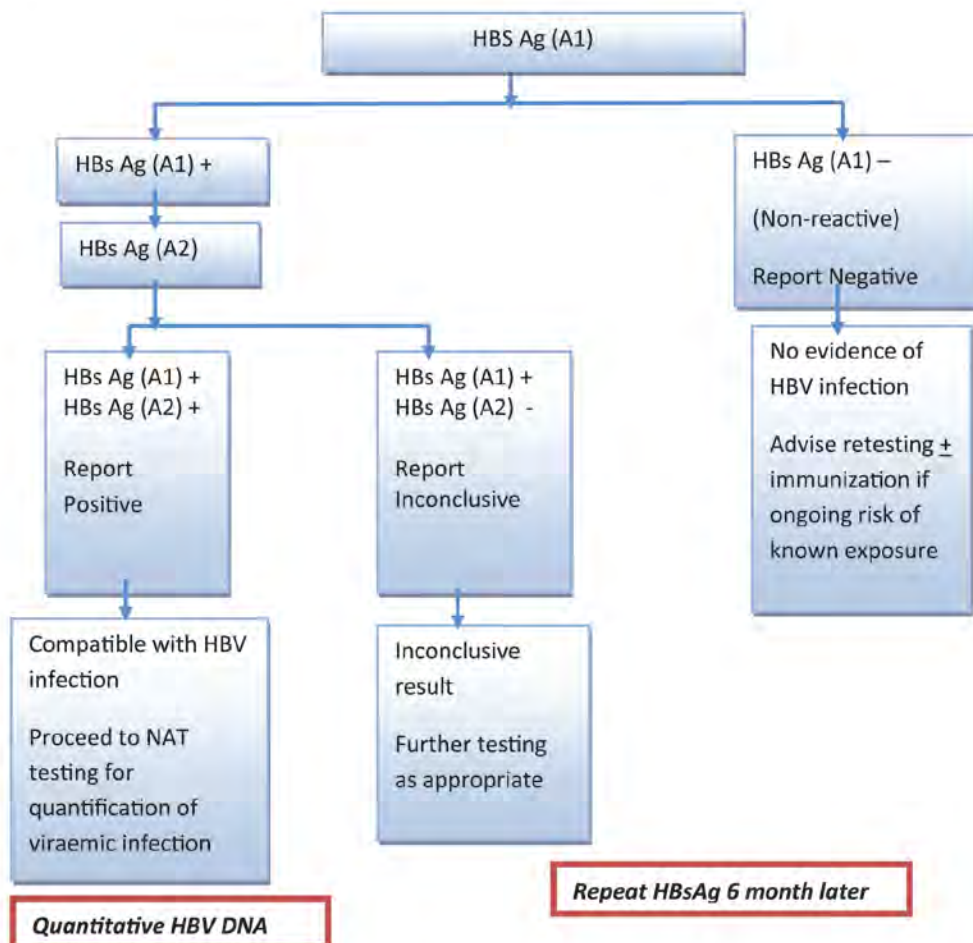 HBS Ag (A1)
HBs Ag (A1) +
HBs Ag (A2)
HBs Ag (A1) –
(Non-reactive)
Report Negative
HBs Ag (A1) +
HBs Ag (A2) +
Report
Positive
HBs Ag (A1) +
HBs Ag (A2) -
Report
Inconclusive
No evidence of
HBV infection
Advise retesting ±
immunization if
ongoing risk of
known exposure
Compatible with HBV
infection
Proceed to NAT
testing for
quantification of
viraemic infection
Inconclusive
result
Further testing
as appropriate
Quantitative HBV DNA
Repeat HBsAg 6 month later